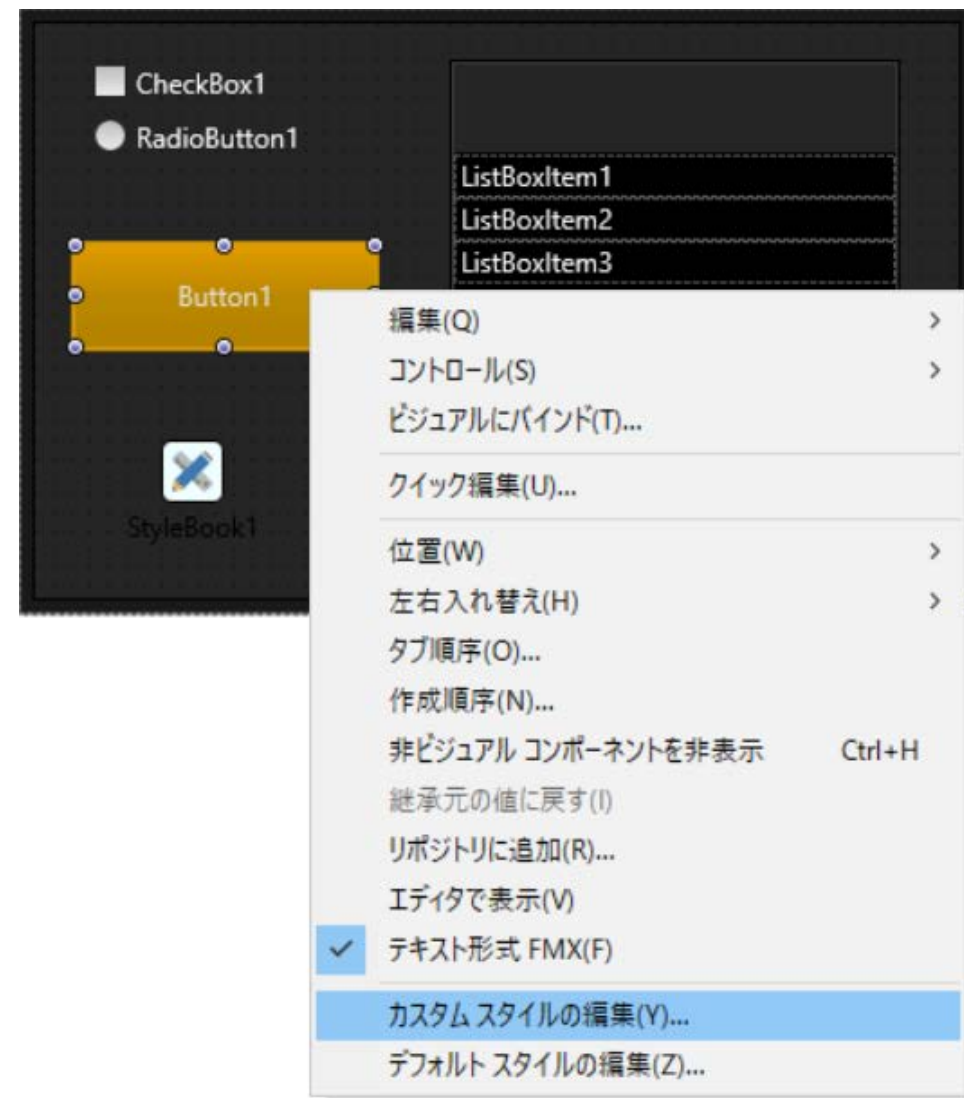 CheckBox1
RadioButton1
ListBoxItem1
ListBoxItem2
ListBoxItem3
Button1
StyleBook1
編集(Q)
コントロール(S)
ビジュアルにバインド(T)...
クイック編集(U)...
位置(W)
左右入れ替え(H)
タブ順序(O)...
作成順序(N)...
非ビジュアル コンポーネントを非表示 Ctrl+H
継承元の値に戻す(I)
リポジトリに追加(R)...
エディタで表示(V)
テキスト形式 FMX(F)
カスタム スタイルの編集(Y)...
デフォルト スタイルの編集(Z)...